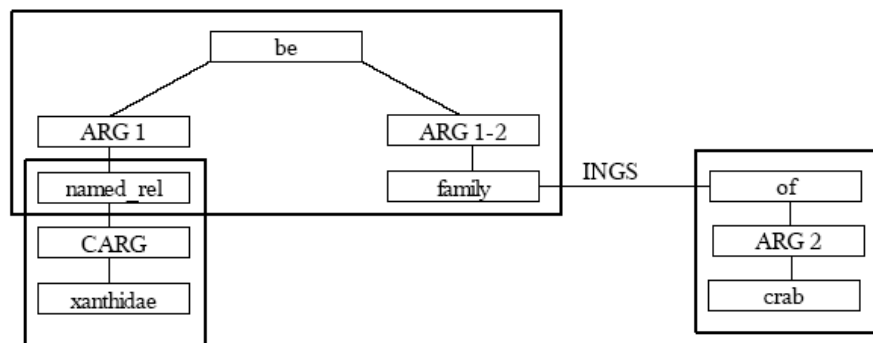 be
ARG 1
ARG 1-2
named_rel
family
INGS
of
CARG
ARG 2
xanthidae
crab